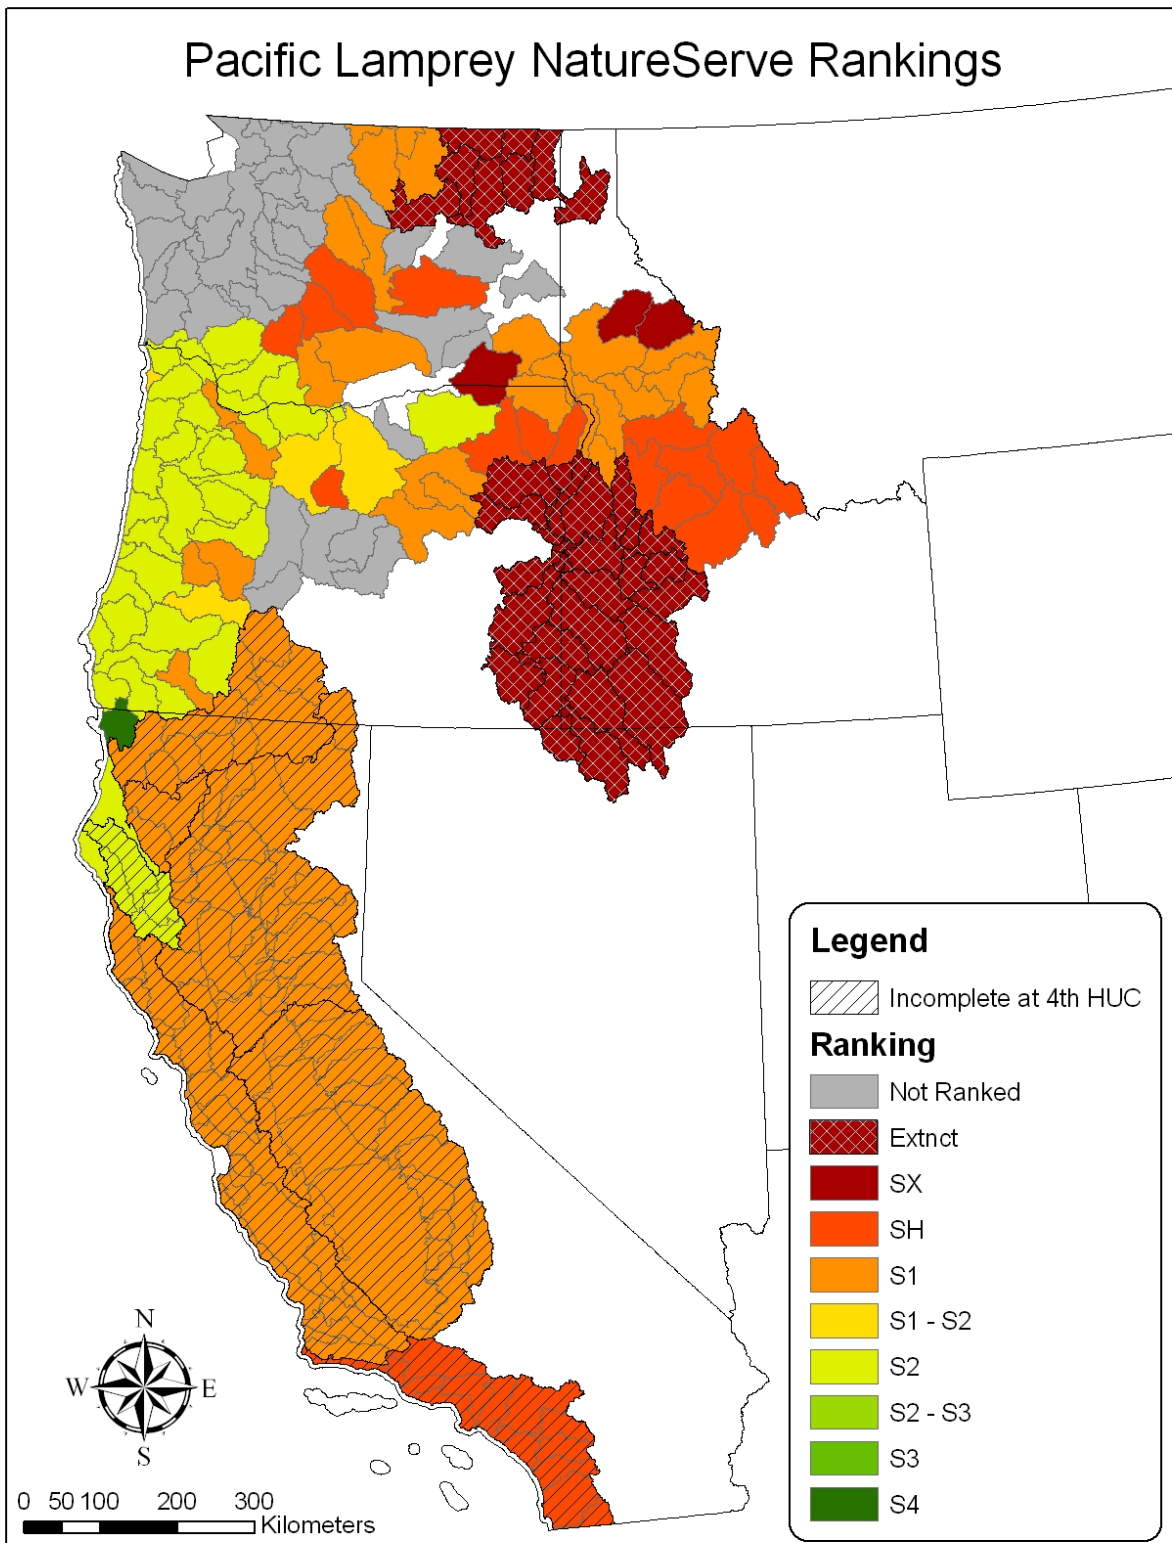 Pacific Lamprey NatureServe Rankings
Legend
Incomplete at 4th HUC
Ranking
Not Ranked
Extnct
SX
SH
S1
S1 - S2
S2
S2 - S3
S3
S4
N
W E
S
0 50 100 200 300
Kilometers